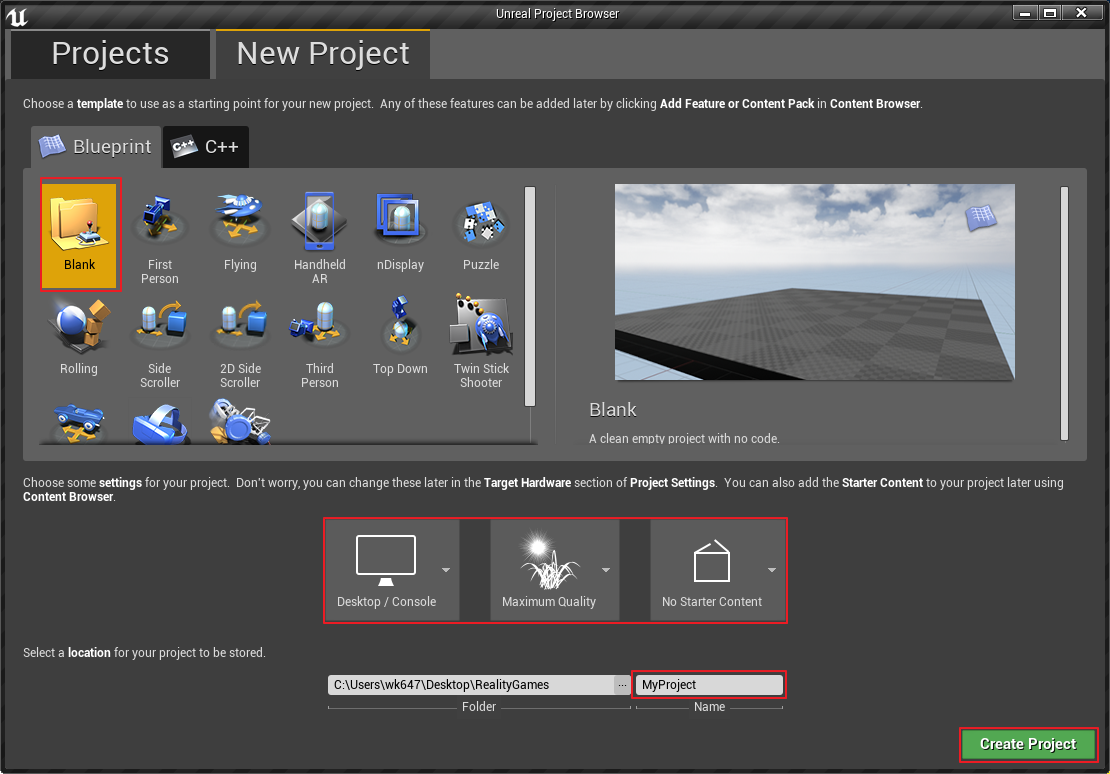 Unreal Project Browser
Projects
New Project
Choose a template to use as a starting point for your new project. Any of these features can be added later by clicking Add Feature or Content Pack in Content Browser.
Blueprint
C++
C++
Blank
First
Person
Flying
Handheld
AR
nDisplay
Puzzle
Rolling
Side
Scroller
2D Side
Scroller
Third
Person
Top Down
Twin Stick
Shooter
Blank
A clean empty project with no code.
Choose some settings for your project. Don't worry, you can change these later in the Target Hardware section of Project Settings. You can also add the Starter Content to your project later using
Content Browser.
Desktop / Console
Maximum Quality
No Starter Content
Select a location for your project to be stored.
C:\Users\wk647\Desktop\RealityGames
...
MyProject
Folder
Name
Create Project